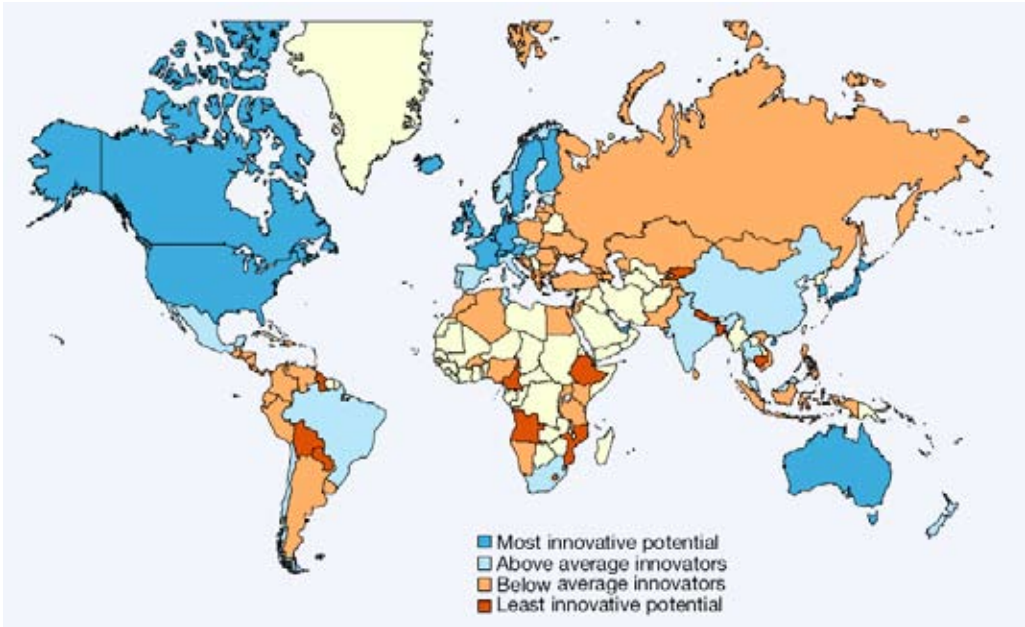 Most innovative potential
Above average innovators
Below average innovators
Least innovative potential